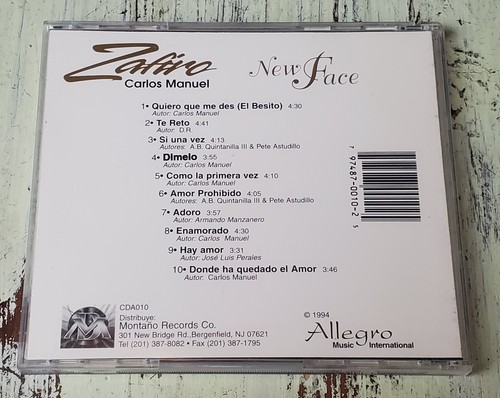 Zafiro
Carlos Manuel
New Face
1• Quiero que me des (El Besito) 4:30
Autor: Carlos Manuel
2• Te Reto 4:41
Autor: D.R.
3• Si una vez 4:13
Autores: A.B. Quintanilla III & Pete Astudillo
4• Dimelo 3:55
Autor: Carlos Manuel
5• Como la primera vez 4:10
Autor: Carlos Manuel
6• Amor Prohibido 4:05
Autores: A.B. Quintanilla III & Pete Astudillo
7• Adoro 3:57
Autor: Armando Manzanero
8• Enamorado 4:30
Autor: Carlos Manuel
9• Hay amor 3:31
Autor: José Luis Perales
10• Donde ha quedado el Amor 3:46
Autor: Carlos Manuel
7 97487-0010-2 5
CDA010
Distribuye:
Montaño Records Co.
301 New Bridge Rd.,Bergenfield, NJ 07621
Tel (201) 387-8082 • Fax (201) 387-1795
© 1994
Allegro
Music International